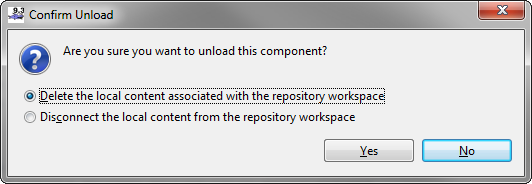 9.3
Confirm Unload
Are you sure you want to unload this component?
Delete the local content associated with the repository workspace
Disconnect the local content from the repository workspace
Yes No